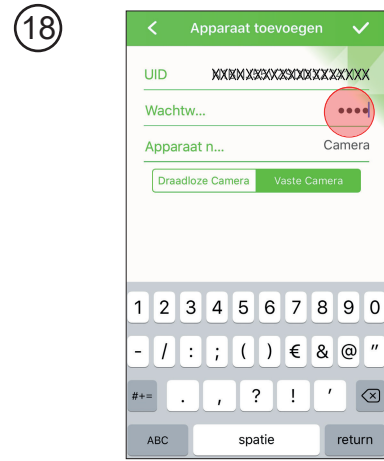 18
Apparaat toevoegen
UID
Wachtw... ••••
Apparaat n... Camera
Draadloze Camera Vaste Camera
1 2 3 4 5 6 7 8 9 0
- / : ; ( ) € & @ "
#+= . , ? ! '
ABC spatie return